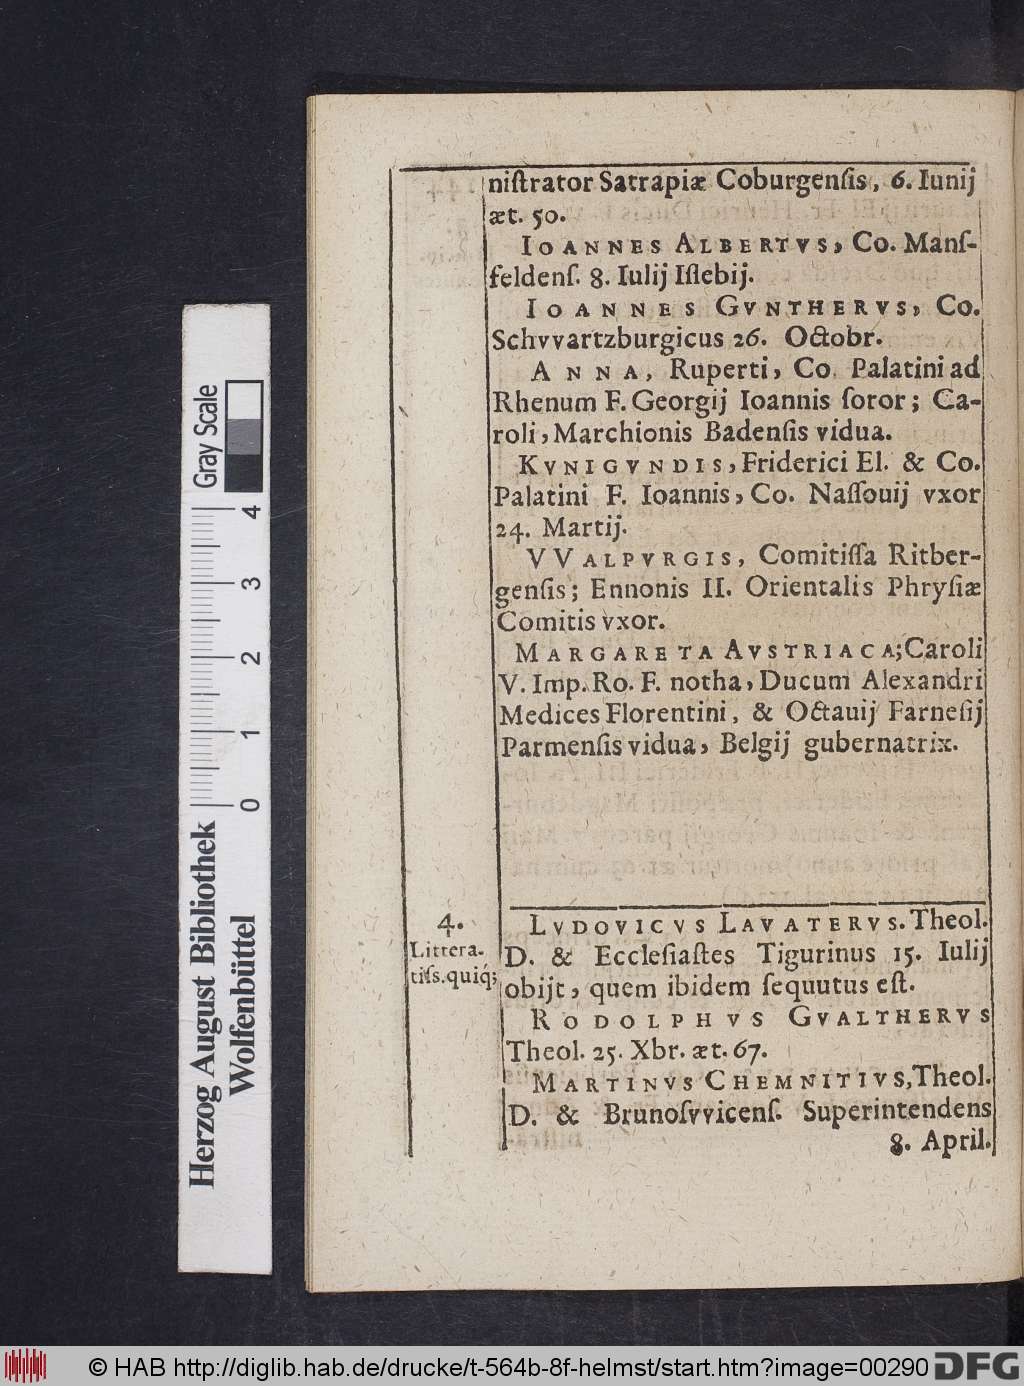 niſtrator Satrapiæ Coburgenſis, 6. Iunij
æt. 50.
IOANNES ALBERTVS, Co. Manſ-
feldenſ. 8. Iulij Iſlebij.
IOANNES GVNTHERVS, Co.
Schvvartzburgicus 26. Octobr.
ANNA, Ruperti, Co. Palatini ad
Rhenum F. Georgij Ioannis ſoror; Ca-
roli, Marchionis Badenſis vidua.
KVNIGVNDIS, Friderici El. & Co.
Palatini F. Ioannis, Co. Naſſouij vxor
24. Martij.
VVALPVRGIS, Comitiſſa Ritber-
genſis; Ennonis II. Orientalis Phryſiæ
Comitis vxor.
MARGARETA AVSTRIACA; Caroli
V. Imp. Ro. F. notha, Ducum Alexandri
Medices Florentini, & Octauij Farneſij
Parmenſis vidua, Belgij gubernatrix.
4.
Littera-
tiſs. quiq́;
LVDOVICVS LAVATERVS. Theol.
D. & Eccleſiaſtes Tigurinus 15. Iulij
obijt, quem ibidem ſequutus eſt.
RODOLPHVS GVALTHERVS
Theol. 25. Xbr. æt. 67.
MARTINVS CHEMNITIVS, Theol.
D. & Brunoſvvicenſ. Superintendens
8. April.
Gray Scale
0 1 2 3 4
Herzog August Bibliothek
Wolfenbüttel
© HAB http://diglib.hab.de/drucke/t-564b-8f-helmst/start.htm?image=00290
DFG